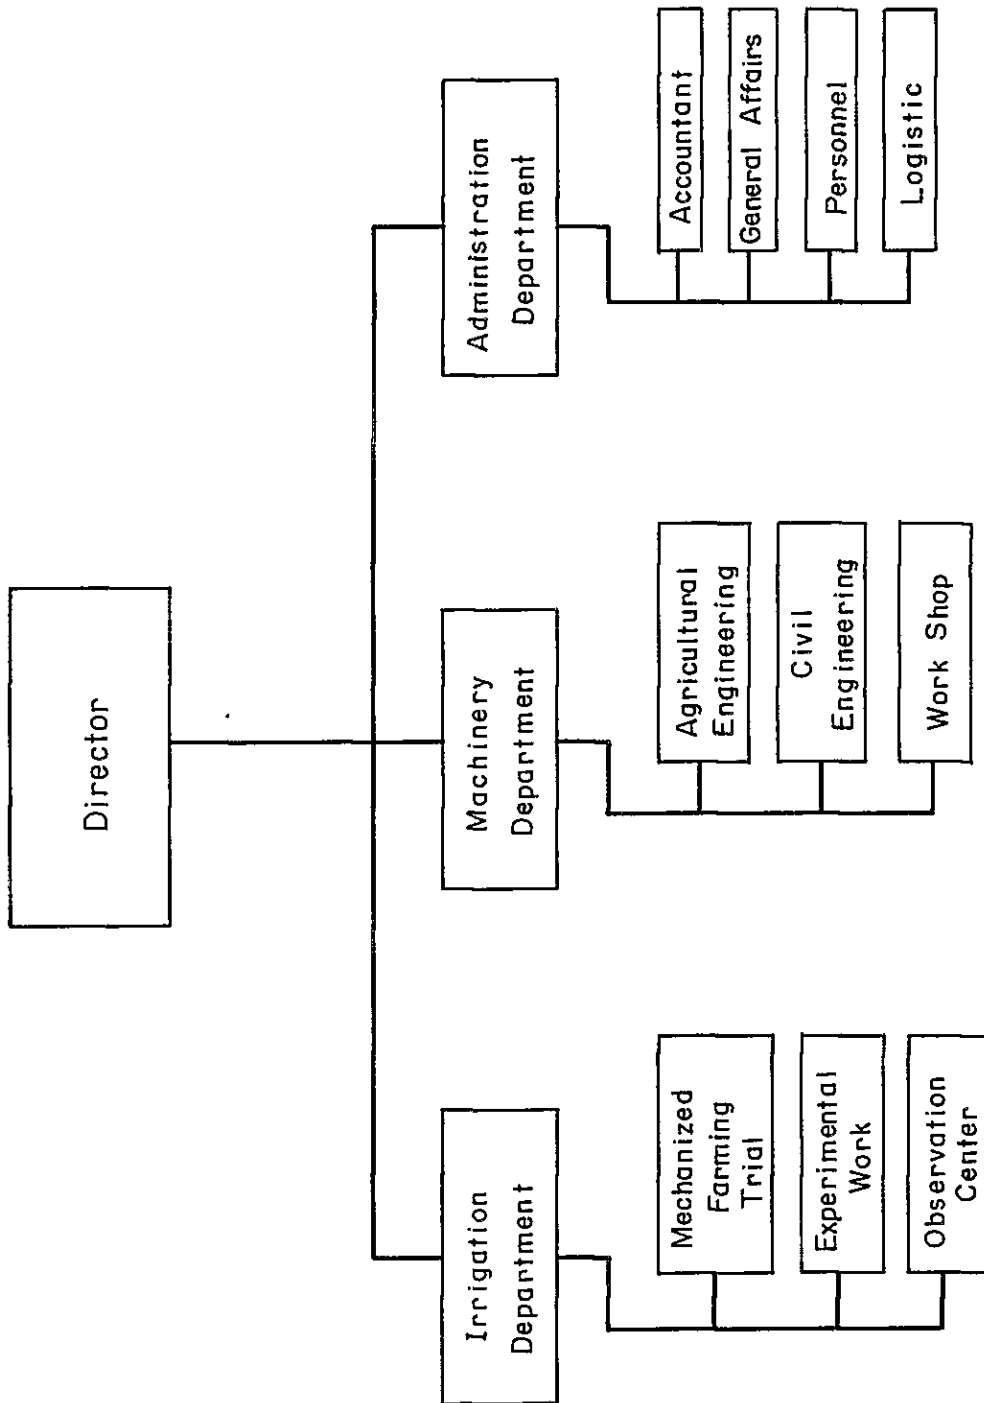 Director
Irrigation
Department
Machinery
Department
Administration
Department
Mechanized
Farming
Trial
Experimental
Work
Observation
Center
Agricultural
Engineering
Civil
Engineering
Work Shop
Accountant
General Affairs
Personnel
Logistic